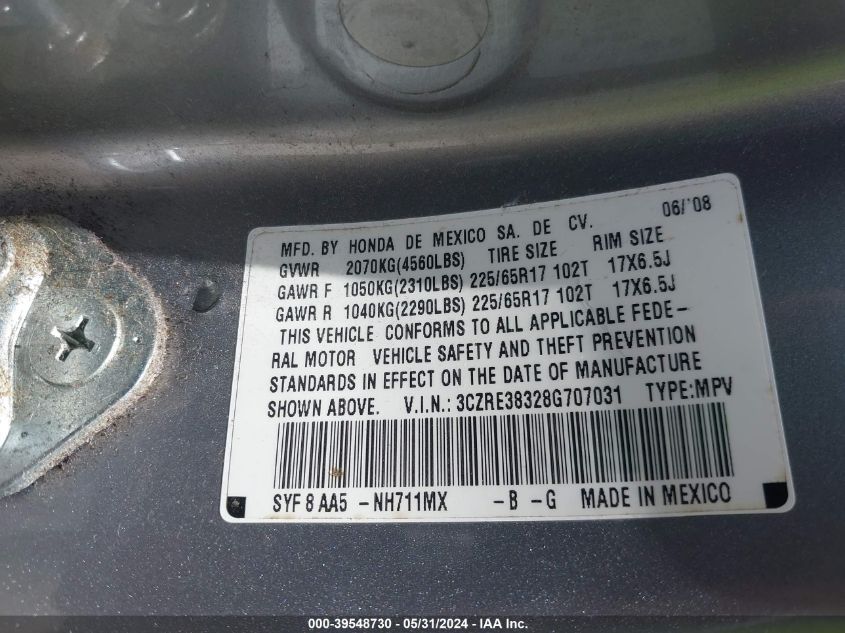 06/'08
MFD. BY HONDA DE MEXICO SA. DE CV.
GVWR 2070KG(4560LBS) TIRE SIZE RIM SIZE
GAWR F 1050KG(2310LBS) 225/65R17 102T 17X6.5J
GAWR R 1040KG(2290LBS) 225/65R17 102T 17X6.5J
THIS VEHICLE CONFORMS TO ALL APPLICABLE FEDE-
RAL MOTOR VEHICLE SAFETY AND THEFT PREVENTION
STANDARDS IN EFFECT ON THE DATE OF MANUFACTURE
SHOWN ABOVE. V.I.N.: 3CZRE38328G707031 TYPE:MPV
SYF 8 AA5 -NH711MX -B -G MADE IN MEXICO
000-39548730 - 05/31/2024 - IAA Inc.